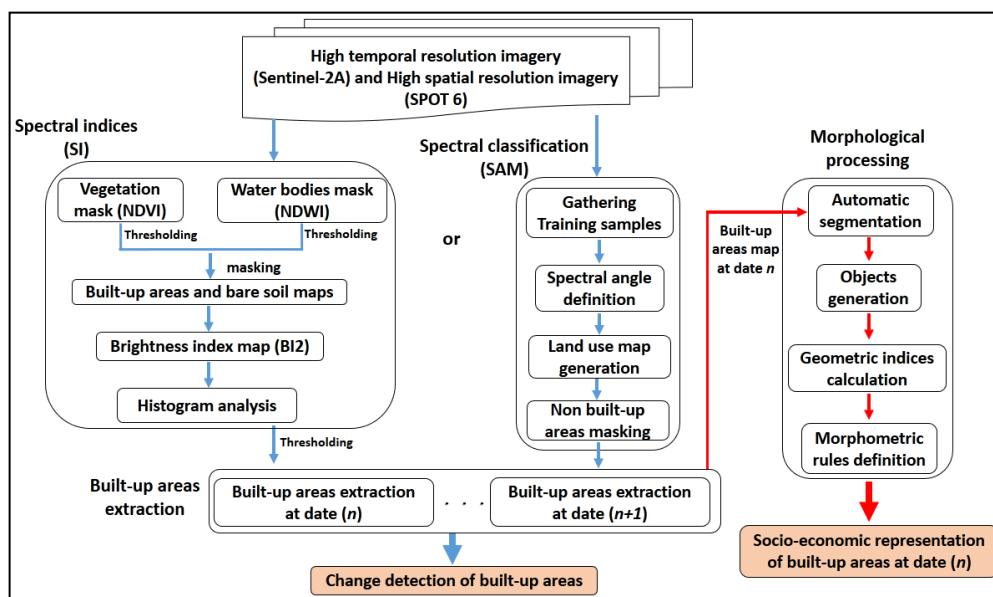 High temporal resolution imagery
(Sentinel-2A) and High spatial resolution imagery
(SPOT 6)
Spectral indices
(SI)
Vegetation
mask (NDVI)
Water bodies mask
(NDWI)
Thresholding
Thresholding
masking
Built-up areas and bare soil maps
Brightness index map (BI2)
Histogram analysis
Thresholding
or
Spectral classification
(SAM)
Gathering
Training samples
Spectral angle
definition
Land use map
generation
Non built-up
areas masking
Built-up areas
extraction
Built-up areas extraction
at date (n)
. . .
Built-up areas extraction
at date (n+1)
Change detection of built-up areas
Built-up
areas map
at date n
Morphological
processing
Automatic
segmentation
Objects
generation
Geometric indices
calculation
Morphometric
rules definition
Socio-economic representation
of built-up areas at date (n)